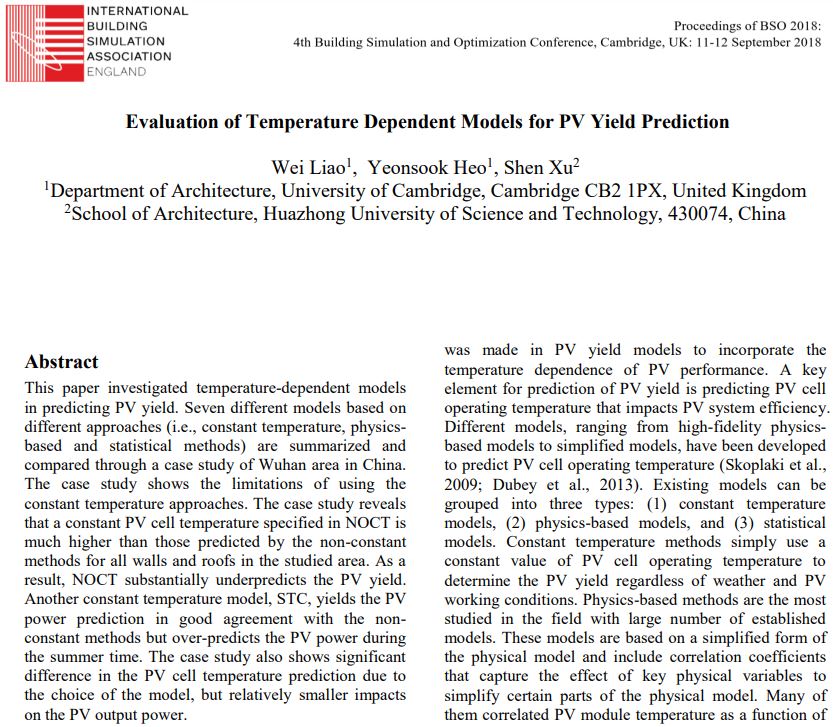 INTERNATIONAL
BUILDING
SIMULATION
ASSOCIATION
ENGLAND
Proceedings of BSO 2018:
4th Building Simulation and Optimization Conference, Cambridge, UK: 11-12 September 2018
Evaluation of Temperature Dependent Models for PV Yield Prediction
Wei Liao¹, Yeonsook Heo¹, Shen Xu²
¹Department of Architecture, University of Cambridge, Cambridge CB2 1PX, United Kingdom
²School of Architecture, Huazhong University of Science and Technology, 430074, China
Abstract
This paper investigated temperature-dependent models
in predicting PV yield. Seven different models based on
different approaches (i.e., constant temperature, physics-
based and statistical methods) are summarized and
compared through a case study of Wuhan area in China.
The case study shows the limitations of using the
constant temperature approaches. The case study reveals
that a constant PV cell temperature specified in NOCT is
much higher than those predicted by the non-constant
methods for all walls and roofs in the studied area. As a
result, NOCT substantially underpredicts the PV yield.
Another constant temperature model, STC, yields the PV
power prediction in good agreement with the non-
constant methods but over-predicts the PV power during
the summer time. The case study also shows significant
difference in the PV cell temperature prediction due to
the choice of the model, but relatively smaller impacts
on the PV output power.
was made in PV yield models to incorporate the
temperature dependence of PV performance. A key
element for prediction of PV yield is predicting PV cell
operating temperature that impacts PV system efficiency.
Different models, ranging from high-fidelity physics-
based models to simplified models, have been developed
to predict PV cell operating temperature (Skoplaki et al.,
2009; Dubey et al., 2013). Existing models can be
grouped into three types: (1) constant temperature
models, (2) physics-based models, and (3) statistical
models. Constant temperature methods simply use a
constant value of PV cell operating temperature to
determine the PV yield regardless of weather and PV
working conditions. Physics-based methods are the most
studied in the field with large number of established
models. These models are based on a simplified form of
the physical model and include correlation coefficients
that capture the effect of key physical variables to
simplify certain parts of the physical model. Many of
them correlated PV module temperature as a function of